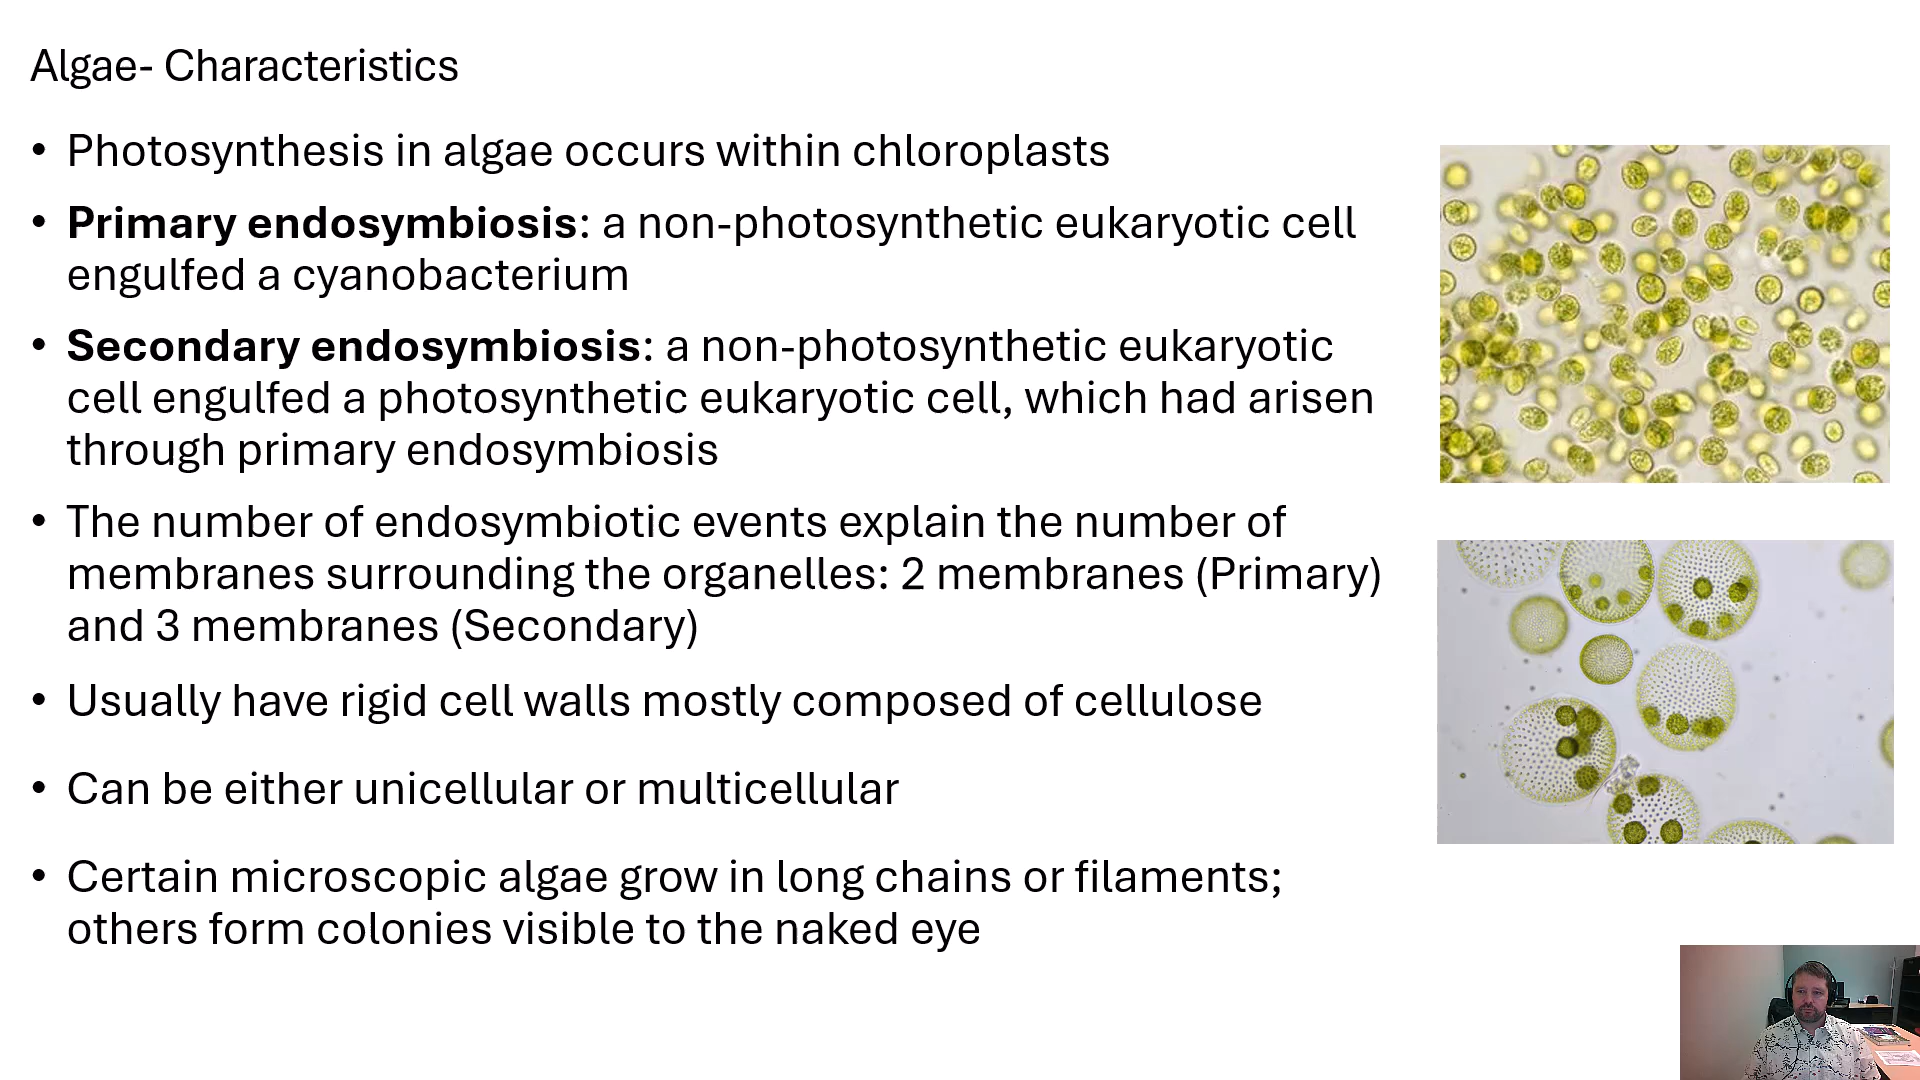 Algae- Characteristics
• Photosynthesis in algae occurs within chloroplasts
• Primary endosymbiosis: a non-photosynthetic eukaryotic cell
engulfed a cyanobacterium
• Secondary endosymbiosis: a non-photosynthetic eukaryotic
cell engulfed a photosynthetic eukaryotic cell, which had arisen
through primary endosymbiosis
• The number of endosymbiotic events explain the number of
membranes surrounding the organelles: 2 membranes (Primary)
and 3 membranes (Secondary)
• Usually have rigid cell walls mostly composed of cellulose
• Can be either unicellular or multicellular
• Certain microscopic algae grow in long chains or filaments;
others form colonies visible to the naked eye